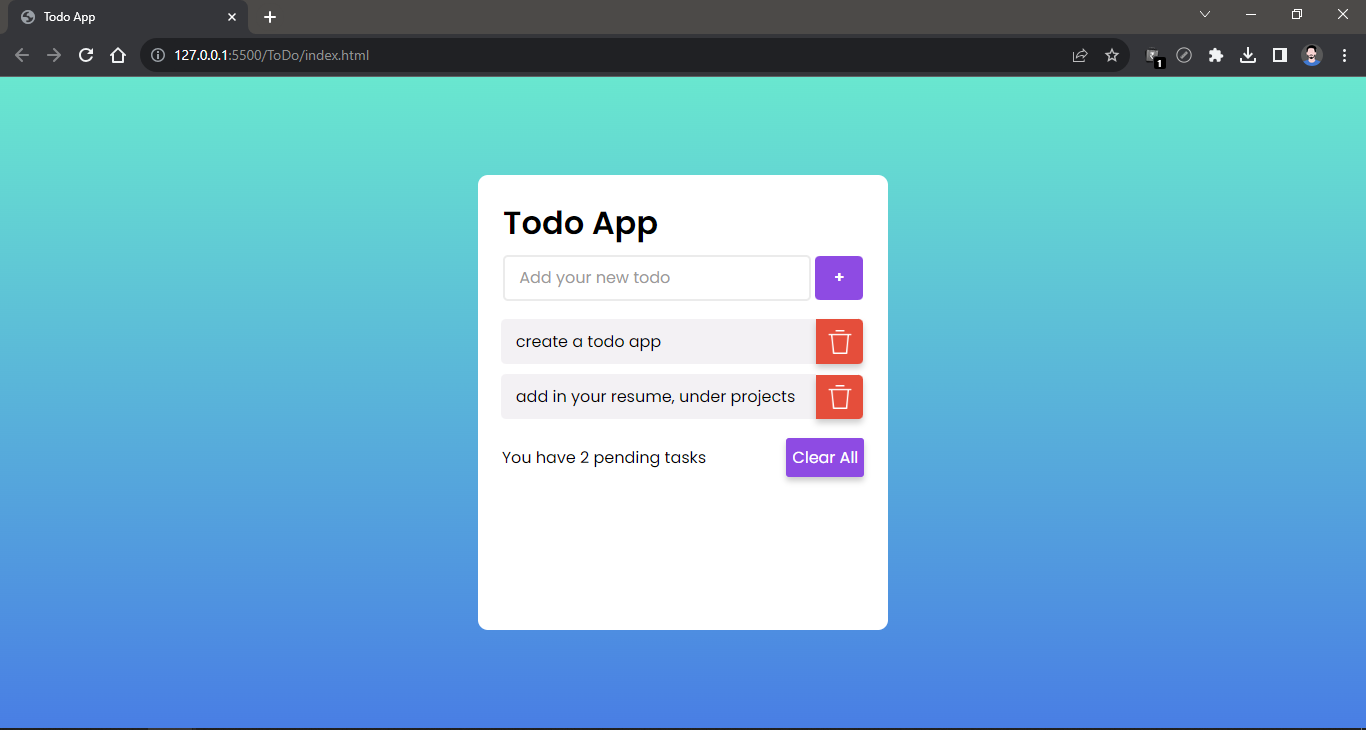 Todo App
127.0.0.1:5500/ToDo/index.html
1
Todo App
Add your new todo
+
create a todo app
add in your resume, under projects
You have 2 pending tasks
Clear All